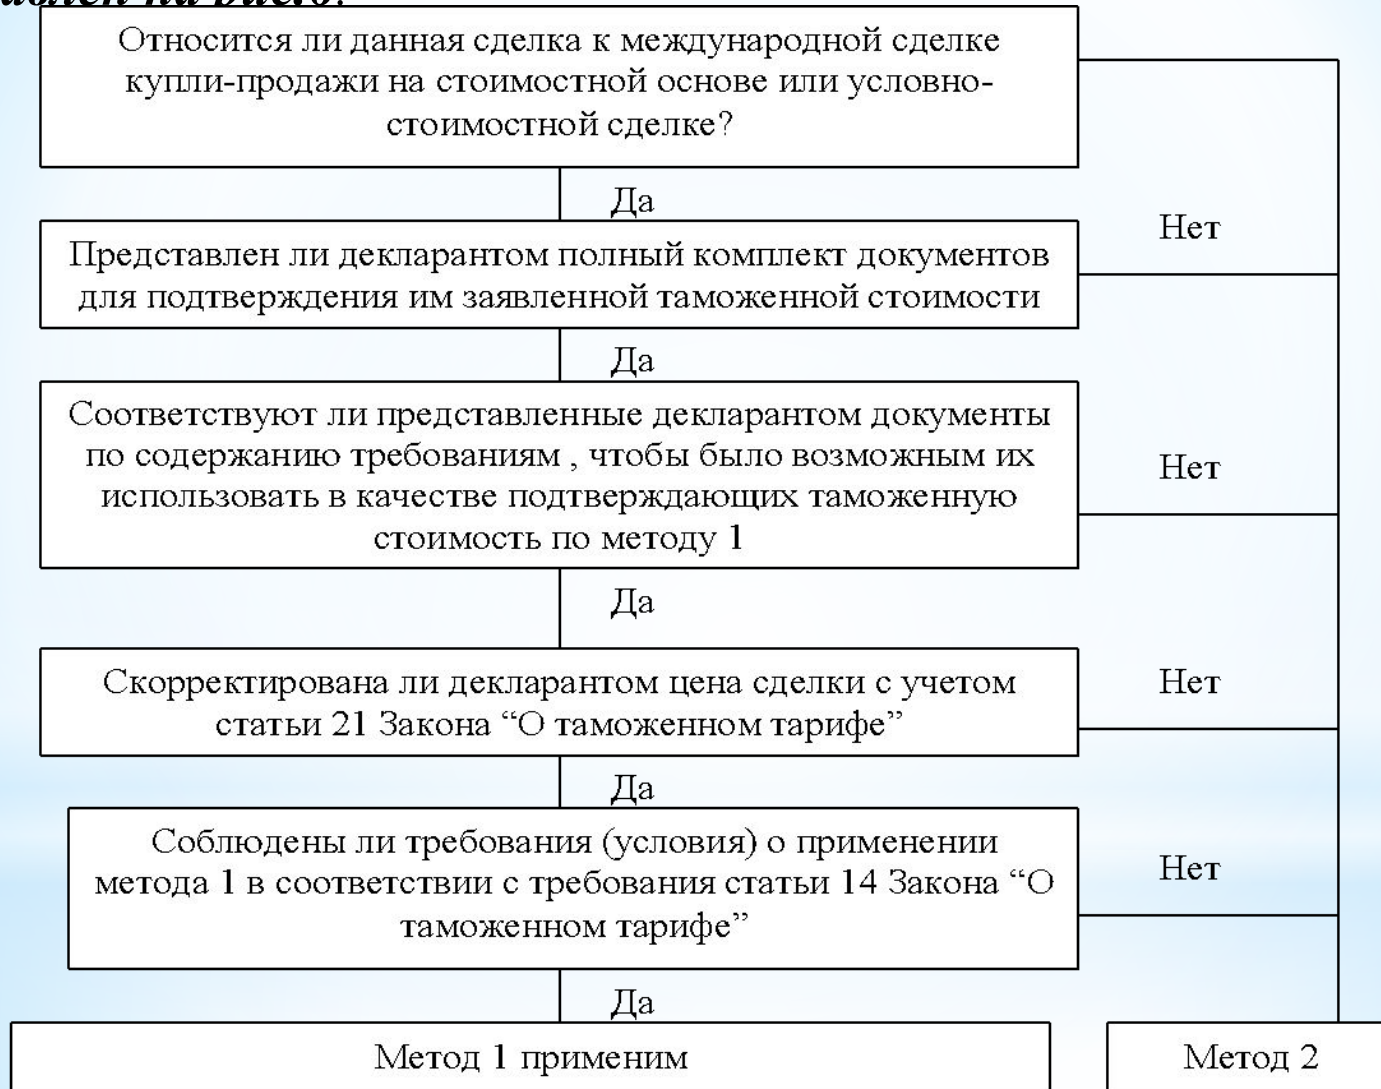 Относится ли данная сделка к международной сделке
купли-продажи на стоимостной основе или условно-
стоимостной сделке?
Да
Нет
Представлен ли декларантом полный комплект документов
для подтверждения им заявленной таможенной стоимости
Да
Соответствуют ли представленные декларантом документы
по содержанию требованиям , чтобы было возможным их
использовать в качестве подтверждающих таможенную
стоимость по методу 1
Нет
Да
Скорректирована ли декларантом цена сделки с учетом
статьи 21 Закона “О таможенном тарифе”
Нет
Да
Соблюдены ли требования (условия) о применении
метода 1 в соответствии с требования статьи 14 Закона “О
таможенном тарифе”
Нет
Да
Метод 1 применим
Метод 2